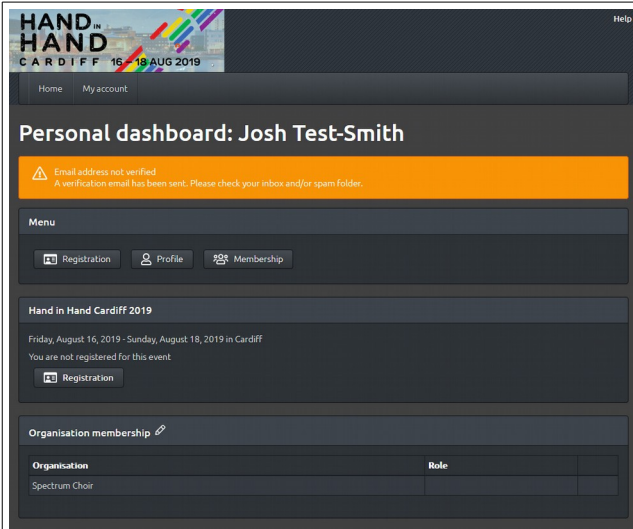 HAND IN
HAND
CARDIFF 16 – 18 AUG 2019
Help
Home My account
Personal dashboard: Josh Test-Smith
Email address not verified
A verification email has been sent. Please check your inbox and/or spam folder.
Menu
Registration Profile Membership
Hand in Hand Cardiff 2019
Friday, August 16, 2019 - Sunday, August 18, 2019 in Cardiff
You are not registered for this event
Registration
Organisation membership
Organisation Role
Spectrum Choir